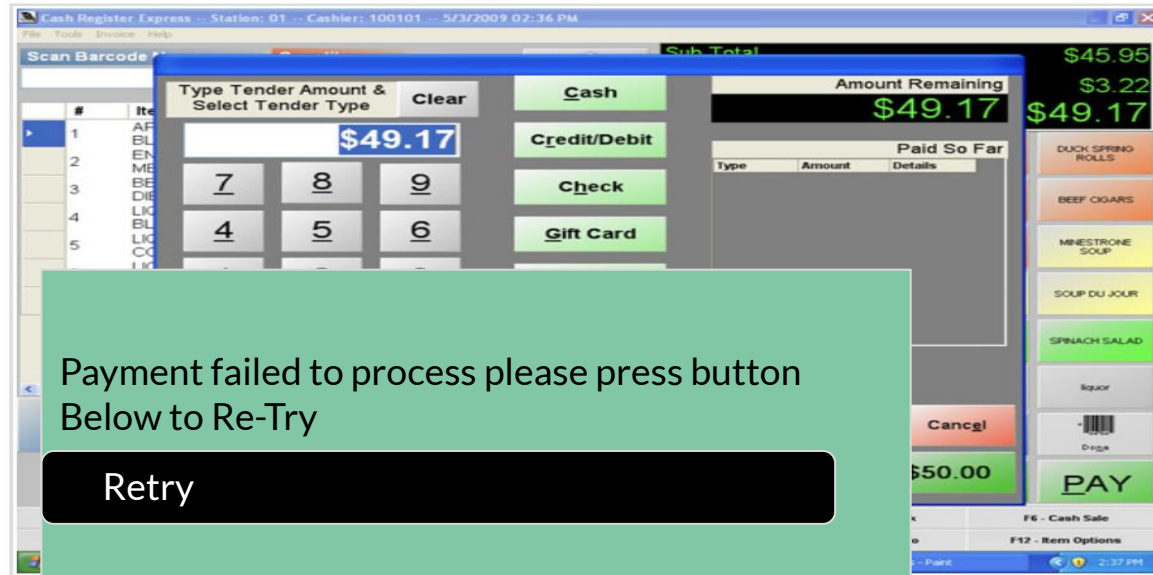 Cash Register Express -- Station: 01 -- Cashier: 100101 -- 5/3/2009 02:36 PM
File Tools Invoice Help
Scan Barcode
Sub Total
$45.95
$3.22
$49.17
#
1
2
3
4
5
Type Tender Amount &
Select Tender Type
Clear
$49.17
7 8 9
4 5 6
Cash
Credit/Debit
Check
Gift Card
Amount Remaining
$49.17
Paid So Far
Type Amount Details
Cancel
$50.00
DUCK SPRING
ROLLS
BEEF CIGARS
MINESTRONE
SOUP
SOUP DU JOUR
SPINACH SALAD
liquor
Done
PAY
Payment failed to process please press button
Below to Re-Try
Retry
F6 - Cash Sale
F12 - Item Options
- Paint
2:37 PM